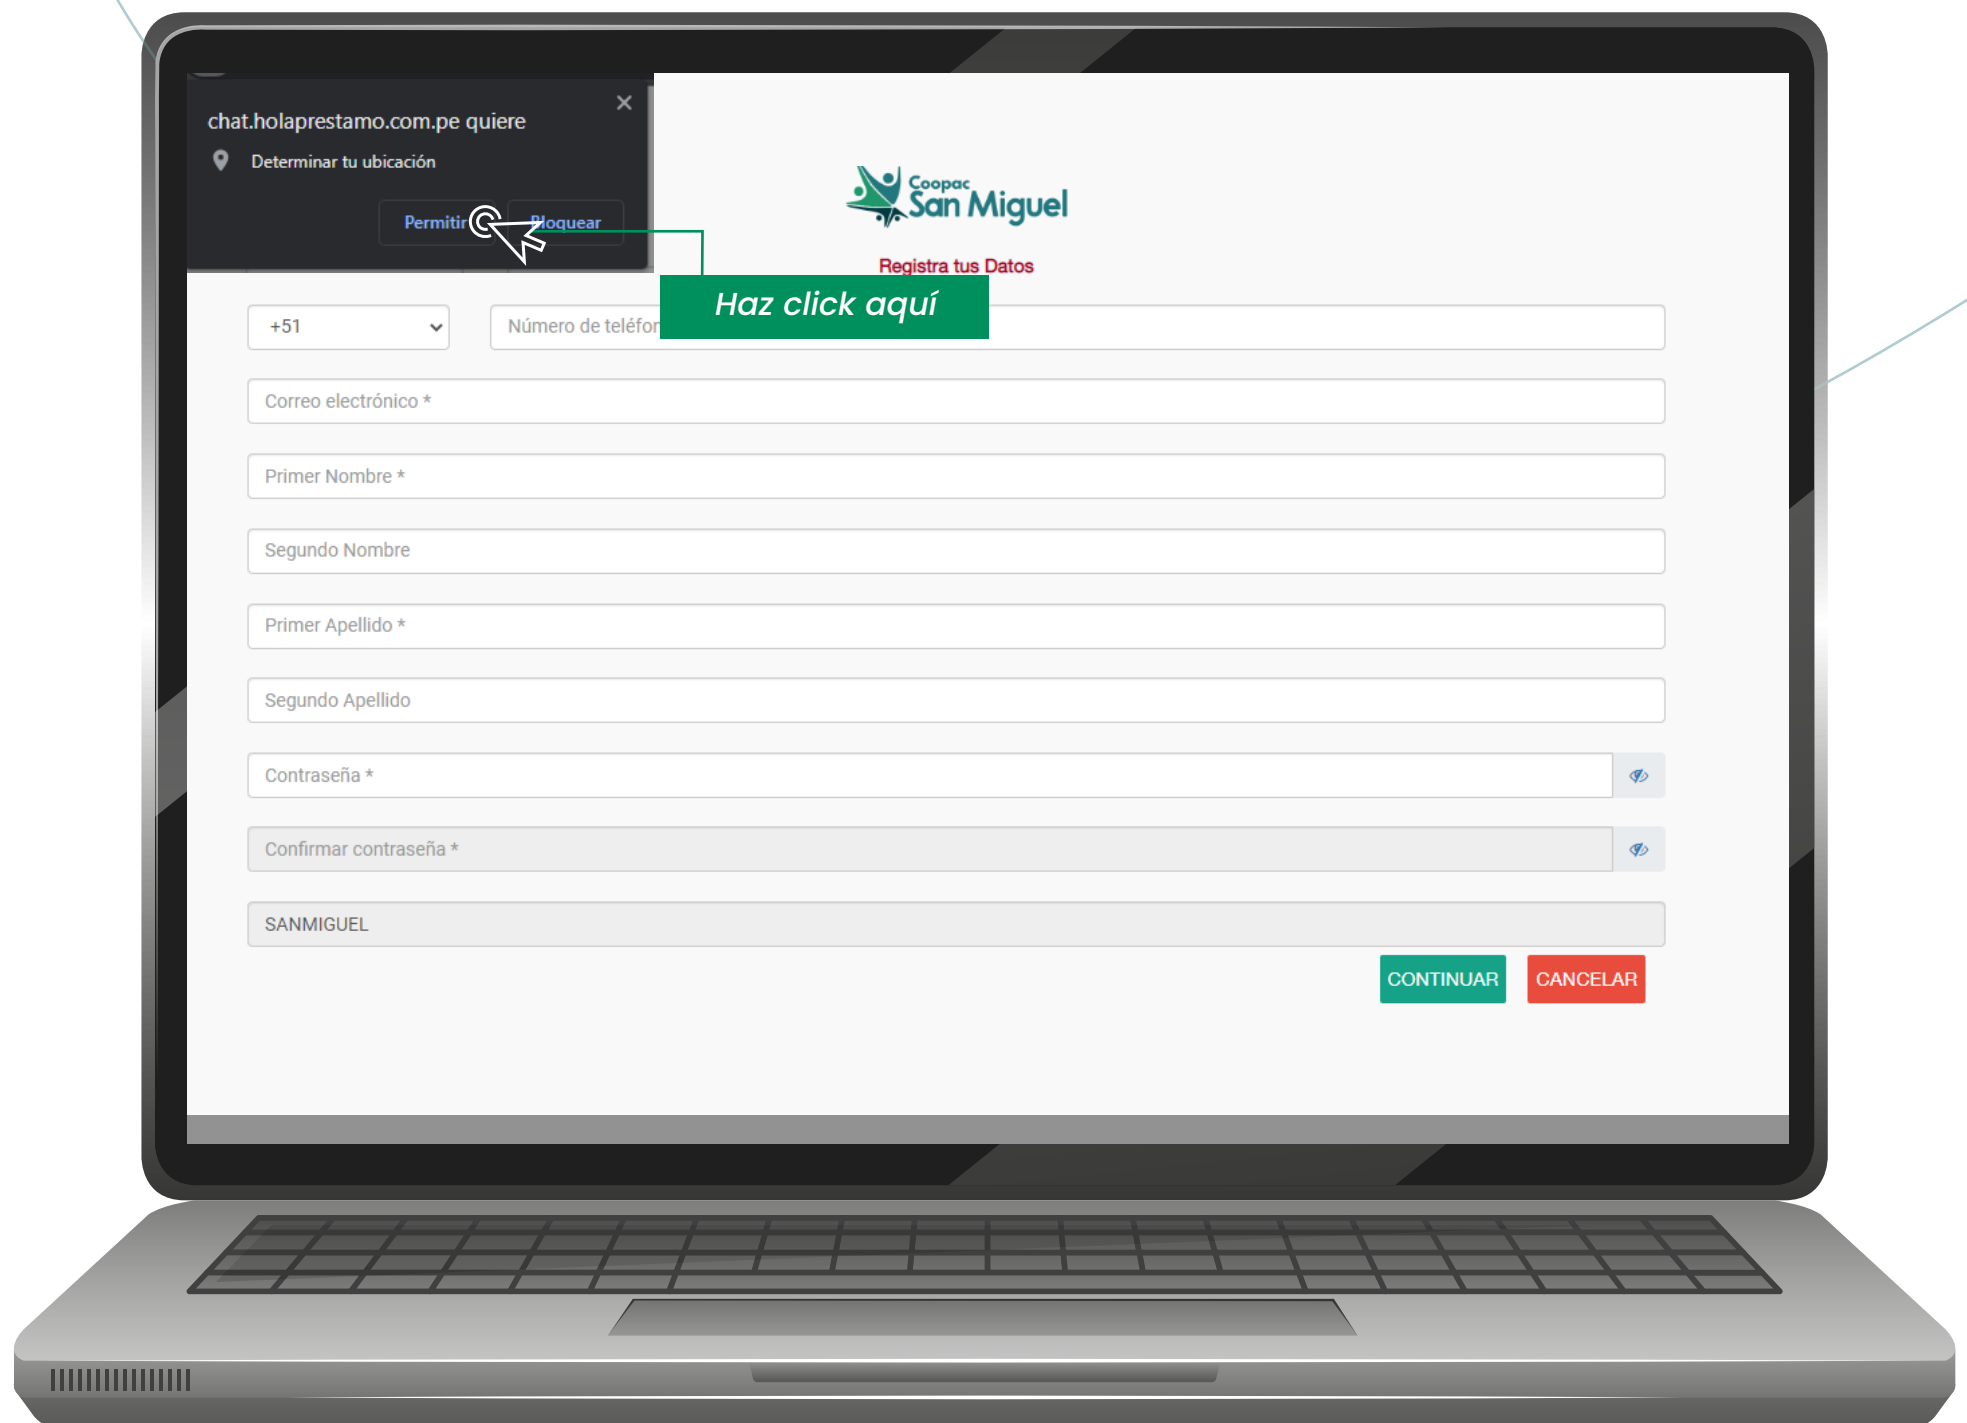 chat.holaprestamo.com.pe quiere
Determinar tu ubicación
Permitir
Bloquear
Coopac
San Miguel
Registra tus Datos
Haz click aquí
+51
Número de teléfon
Correo electrónico *
Primer Nombre *
Segundo Nombre
Primer Apellido *
Segundo Apellido
Contraseña *
Confirmar contraseña *
SANMIGUEL
CONTINUAR
CANCELAR